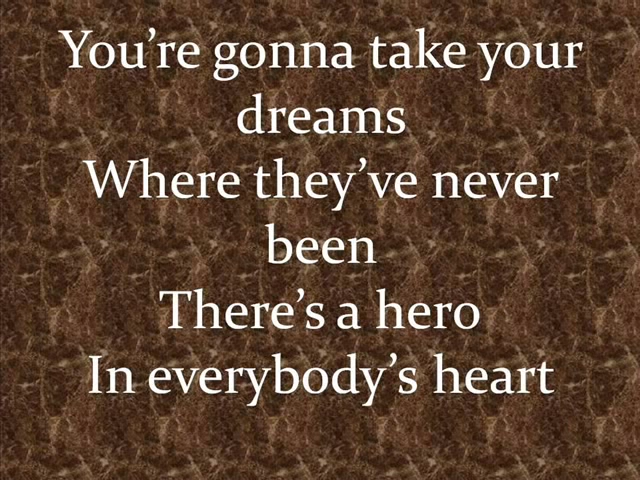 You’re gonna take your
dreams
Where they’ve never
been
There’s a hero
In everybody’s heart